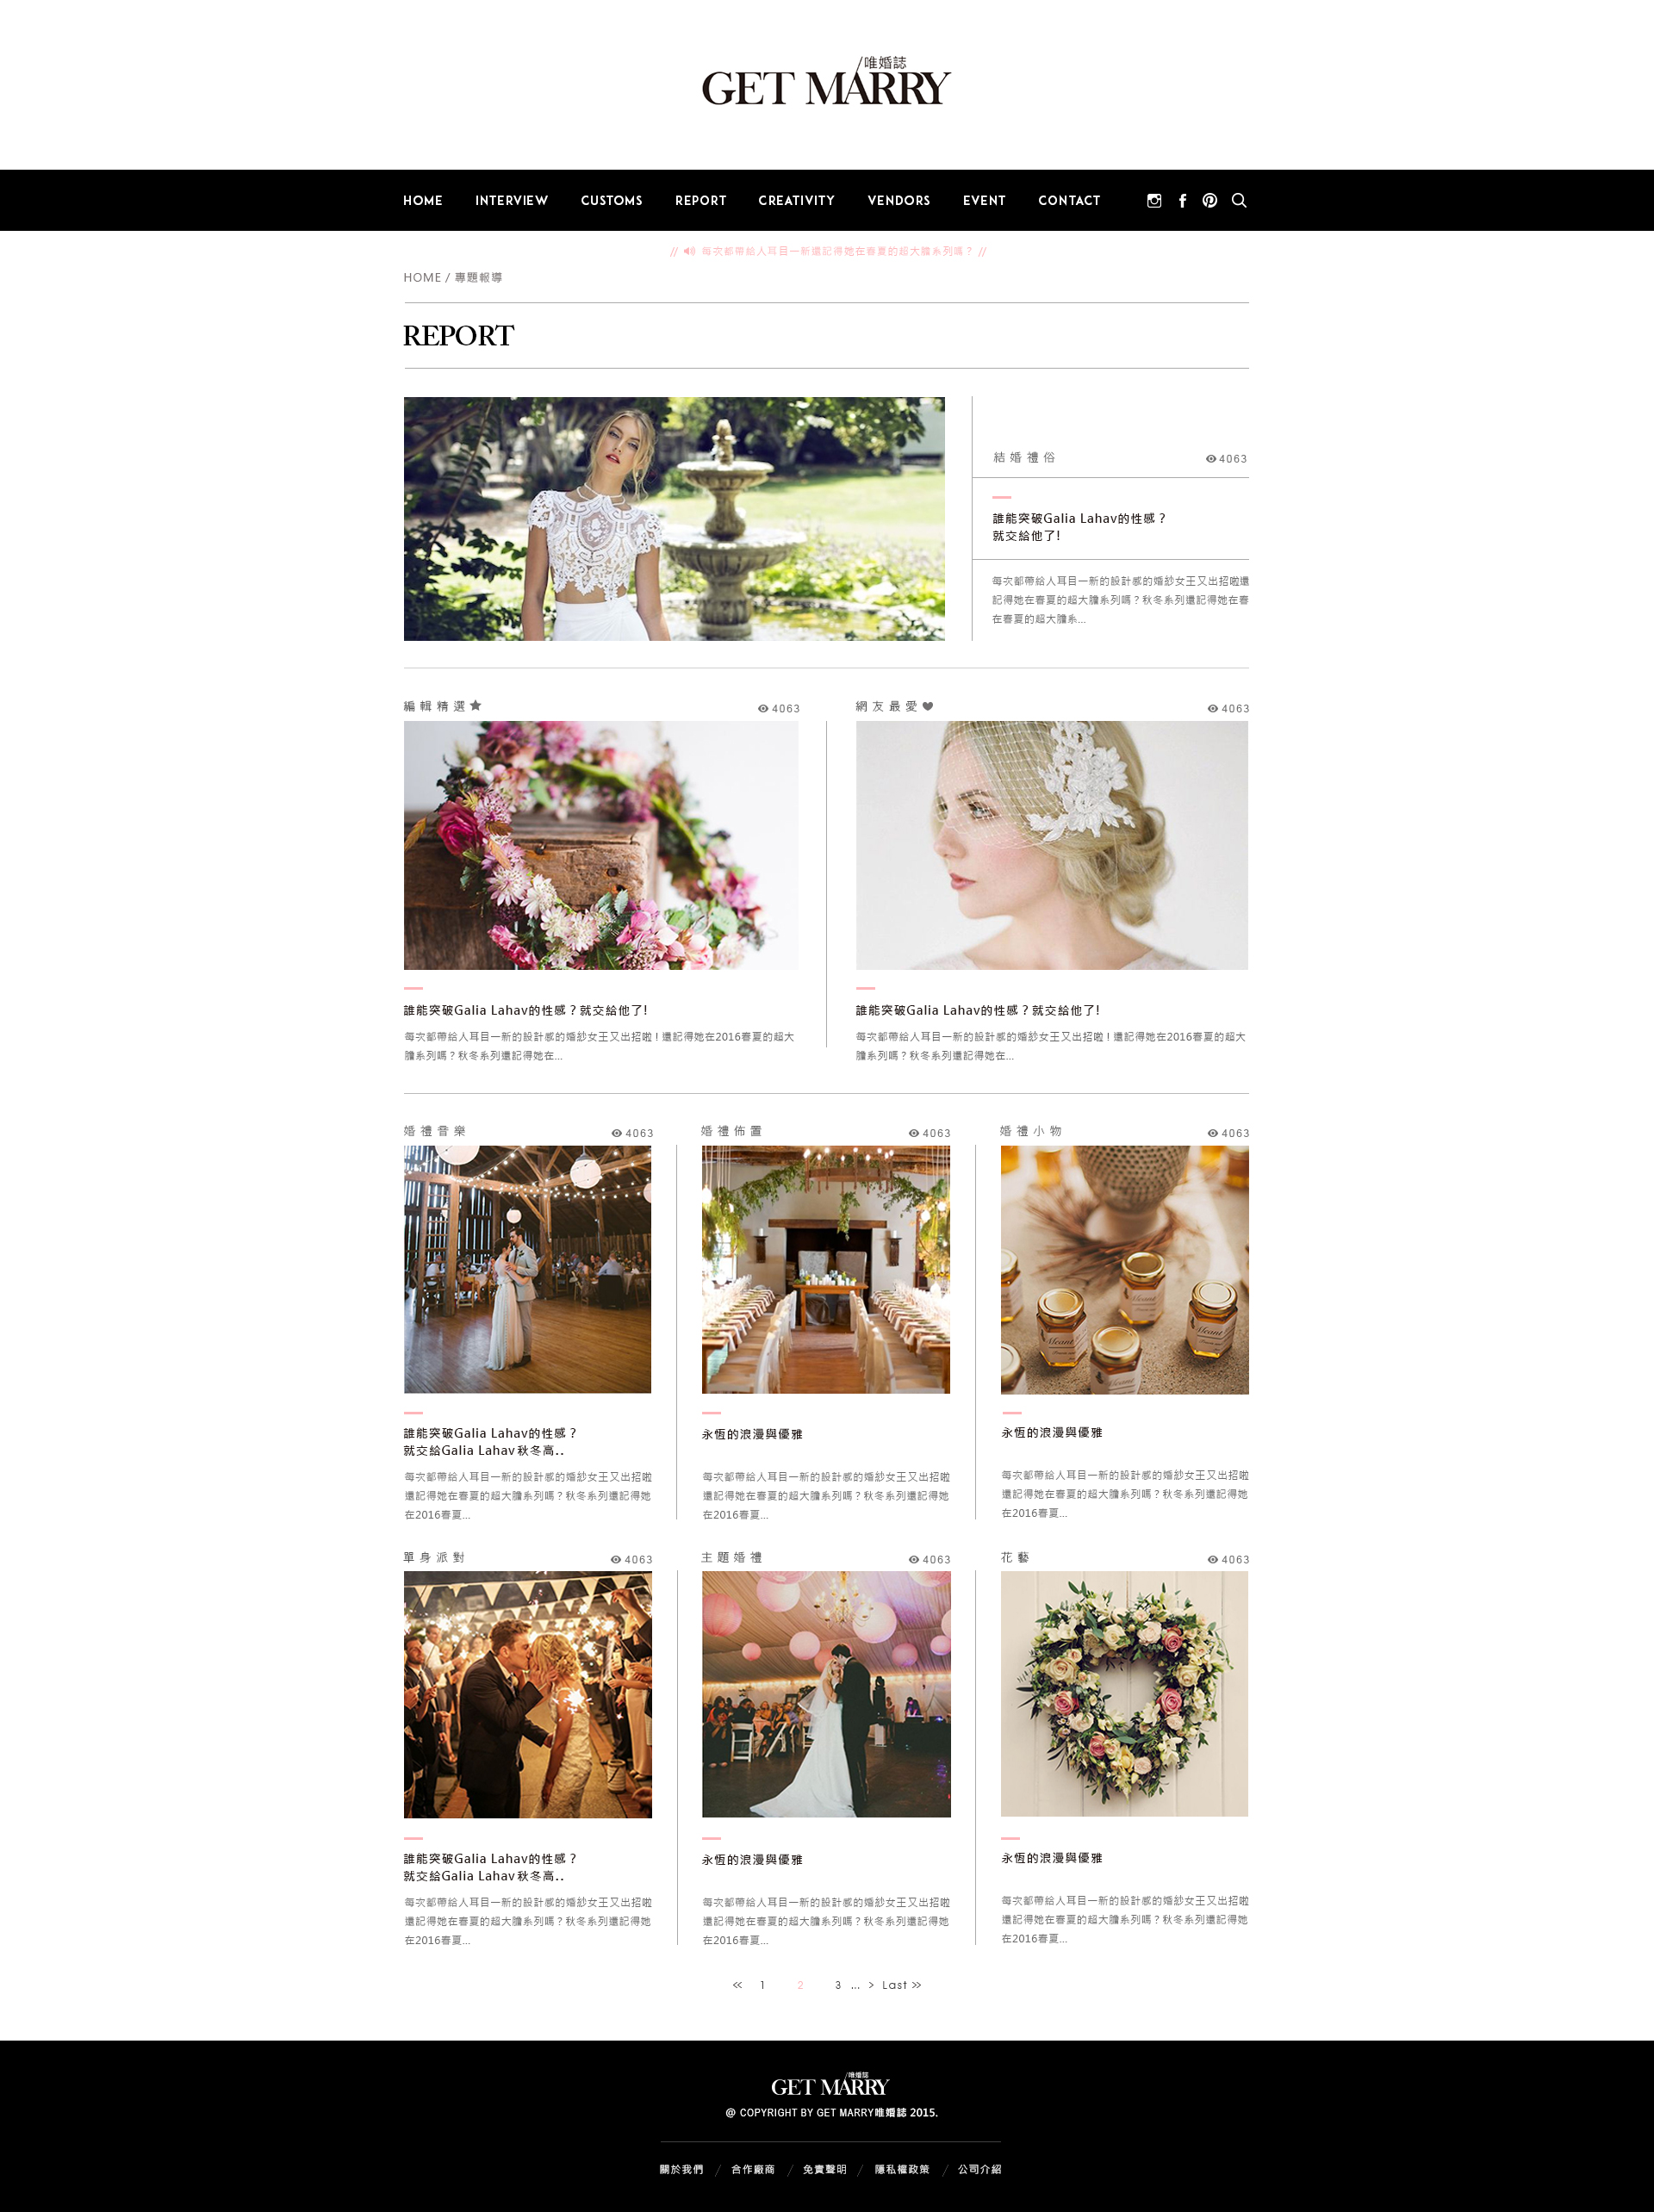 /唯婚誌
GET MARRY
HOME INTERVIEW CUSTOMS REPORT CREATIVITY VENDORS EVENT CONTACT
// 每次都帶給人耳目一新還記得她在春夏的超大膽系列嗎？ //
HOME / 專題報導
REPORT
結婚禮俗 4063
誰能突破Galia Lahav的性感？
就交給他了!
每次都帶給人耳目一新的設計感的婚紗女王又出招啦還
記得她在春夏的超大膽系列嗎？秋冬系列還記得她在春
在春夏的超大膽系...
編輯精選★ 4063
網友最愛 4063
誰能突破Galia Lahav的性感？就交給他了!
每次都帶給人耳目一新的設計感的婚紗女王又出招啦！還記得她在2016春夏的超大
膽系列嗎？秋冬系列還記得她在...
誰能突破Galia Lahav的性感？就交給他了!
每次都帶給人耳目一新的設計感的婚紗女王又出招啦！還記得她在2016春夏的超大
膽系列嗎？秋冬系列還記得她在...
婚禮音樂 4063
婚禮佈置 4063
婚禮小物 4063
Meant
Meant
Meant
誰能突破Galia Lahav的性感？
就交給Galia Lahav秋冬高..
每次都帶給人耳目一新的設計感的婚紗女王又出招啦
還記得她在春夏的超大膽系列嗎？秋冬系列還記得她
在2016春夏...
永恆的浪漫與優雅
每次都帶給人耳目一新的設計感的婚紗女王又出招啦
還記得她在春夏的超大膽系列嗎？秋冬系列還記得她
在2016春夏...
永恆的浪漫與優雅
每次都帶給人耳目一新的設計感的婚紗女王又出招啦
還記得她在春夏的超大膽系列嗎？秋冬系列還記得她
在2016春夏...
單身派對 4063
主題婚禮 4063
花藝 4063
誰能突破Galia Lahav的性感？
就交給Galia Lahav秋冬高..
每次都帶給人耳目一新的設計感的婚紗女王又出招啦
還記得她在春夏的超大膽系列嗎？秋冬系列還記得她
在2016春夏...
永恆的浪漫與優雅
每次都帶給人耳目一新的設計感的婚紗女王又出招啦
還記得她在春夏的超大膽系列嗎？秋冬系列還記得她
在2016春夏...
永恆的浪漫與優雅
每次都帶給人耳目一新的設計感的婚紗女王又出招啦
還記得她在春夏的超大膽系列嗎？秋冬系列還記得她
在2016春夏...
<< 1 2 3 ... > Last >>
/唯婚誌
GET MARRY
@ COPYRIGHT BY GET MARRY唯婚誌 2015.
關於我們 / 合作廠商 / 免責聲明 / 隱私權政策 / 公司介紹